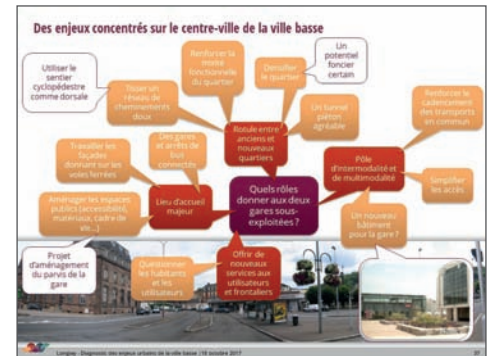 Des enjeux concentrés sur le centre-ville de la ville basse
Utiliser le
sentier
cyclopédestre
comme dorsale
Tisser un
réseau de
cheminements
doux
Renforcer la
mixité
fonctionnelle
du quartier
Densifier
le quartier
Un
potentiel
foncier
certain
Rotule entre
anciens et
nouveaux
quartiers
Un tunnel
piéton
agréable
Renforcer le
cadencement
des transports
en commun
Travailler les
façades
donnant sur les
voies ferrées
Des gares
et arrêts de
bus
connectés
Pôle
d'intermodalité et
de multimodalité
Simplifier
les accès
Aménager les espaces
publics (accessibilité,
matériaux, cadre de
vie...)
Lieu d'accueil
majeur
Quels rôles
donner aux deux
gares sous-
exploitées ?
Un nouveau
bâtiment
pour la gare ?
Projet
d'aménagement
du parvis de la
gare
Questionner
les habitants
et les
utilisateurs
Offrir de
nouveaux
services aux
utilisateurs
et frontaliers
Longwy - Diagnostic des enjeux urbains de la ville basse |18 octobre 2017